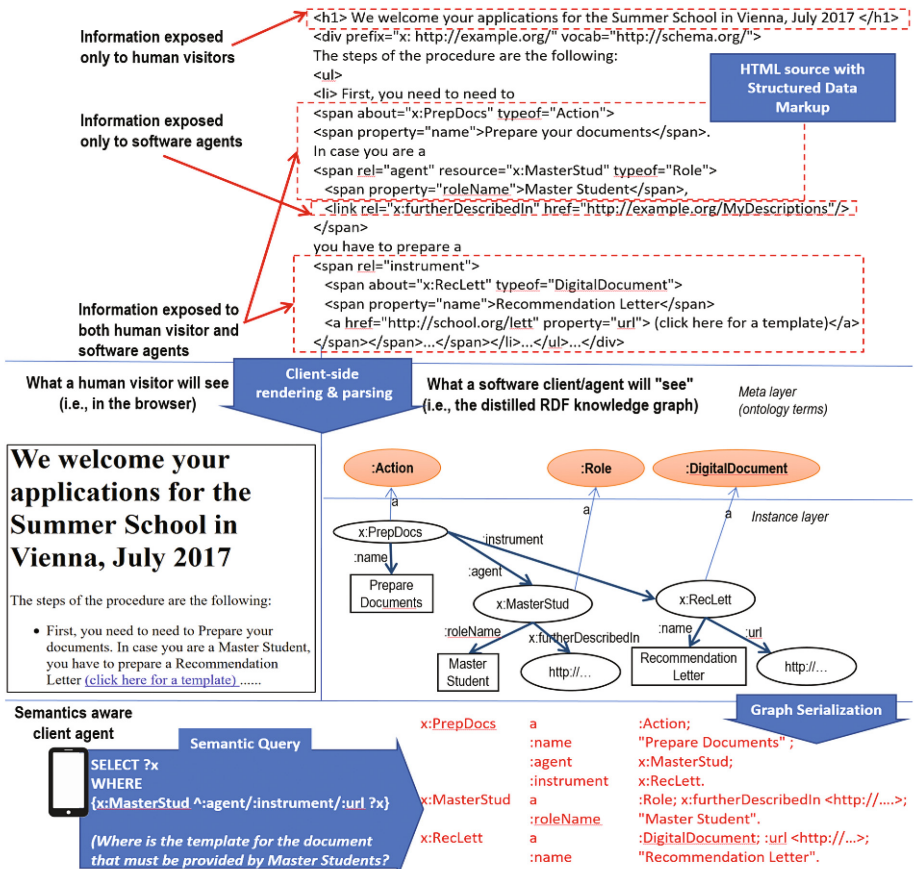 Information exposed
only to human visitors
<h1> We welcome your applications for the Summer School in Vienna, July 2017 </h1>
<div prefix="x: http://example.org/" vocab="http://schema.org/">
The steps of the procedure are the following:
<ul>
<li> First, you need to need to
HTML source with
Structured Data
Markup
Information exposed
only to software agents
<span about="x:PrepDocs" typeof="Action">
<span property="name">Prepare your documents</span>.
In case you are a
<span rel="agent" resource="x:MasterStud" typeof="Role">
<span property="roleName">Master Student</span>,
<link rel="x:furtherDescribedIn" href="http://example.org/MyDescriptions"/>
</span>
you have to prepare a
Information exposed to
both human visitor and
software agents
<span rel="instrument">
<span about="x:RecLett" typeof="DigitalDocument">
<span property="name">Recommendation Letter</span>
<a href="http://school.org/lett" property="url"> (click here for a template)</a>
</span></span>...</span></li>...</ul>...</div>
What a human visitor will see
(i.e., in the browser)
Client-side
rendering & parsing
What a software client/agent will "see"
(i.e., the distilled RDF knowledge graph)
Meta layer
(ontology terms)
We welcome your
applications for the
Summer School in
Vienna, July 2017
The steps of the procedure are the following:
• First, you need to need to Prepare your
documents. In case you are a Master Student,
you have to prepare a Recommendation
Letter (click here for a template) ......
:Action
:Role
:DigitalDocument
a
a
a
Instance layer
x:PrepDocs
:instrument
:name
:agent
Prepare
Documents
x:MasterStud
x:RecLett
:roleName
x:furtherDescribedIn
:name
:url
Master
Student
http://...
Recommendation
Letter
http://...
Semantics aware
client agent
Semantic Query
SELECT ?x
WHERE
{x:MasterStud ^:agent/:instrument/:url ?x}
(Where is the template for the document
that must be provided by Master Students?
Graph Serialization
x:PrepDocs a :Action;
:name "Prepare Documents" ;
:agent x:MasterStud;
:instrument x:RecLett.
x:MasterStud a :Role; x:furtherDescribedIn <http://....>;
:roleName "Master Student".
x:RecLett a :DigitalDocument; :url <http://...>;
:name "Recommendation Letter".